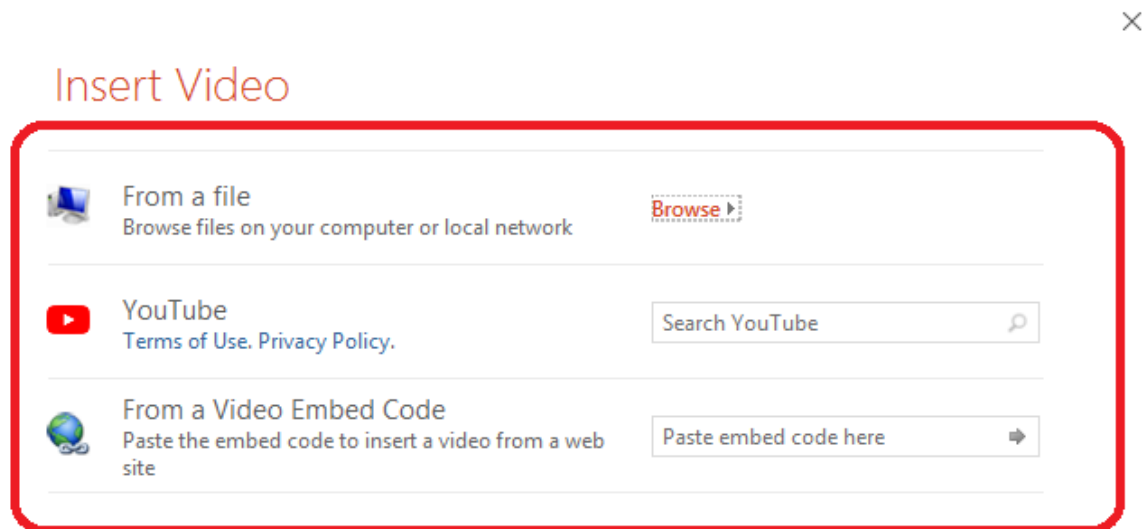 Insert Video
From a file
Browse files on your computer or local network
Browse
YouTube
Terms of Use. Privacy Policy.
Search YouTube
From a Video Embed Code
Paste the embed code to insert a video from a web
site
Paste embed code here